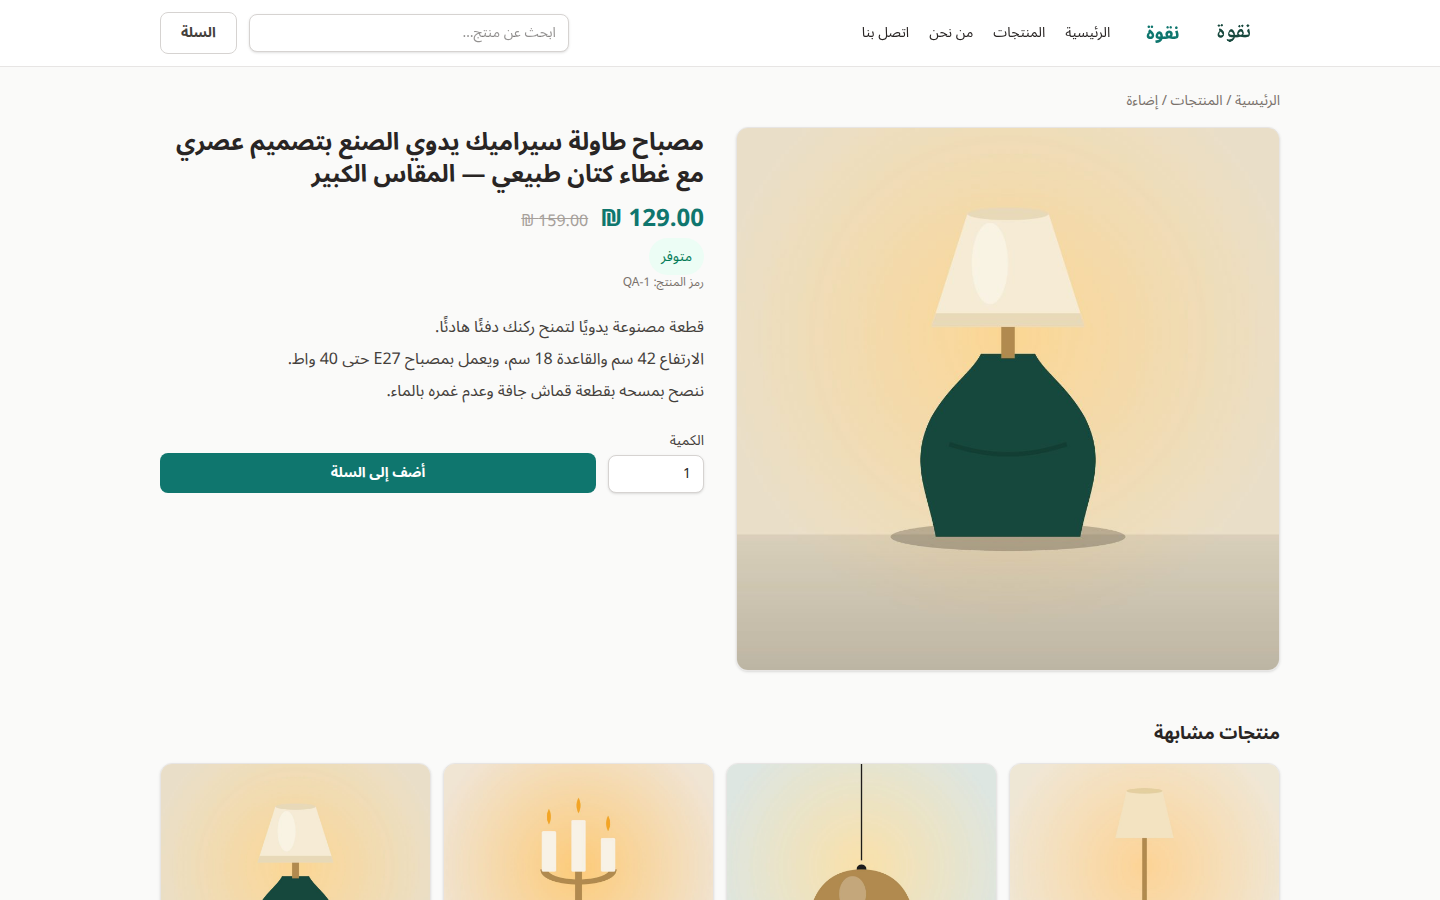 نقوة
نقوة
الرئيسية
المنتجات
من نحن
اتصل بنا
ابحث عن منتج...
السلة
الرئيسية / المنتجات / إضاءة
مصباح طاولة سيراميك يدوي الصنع بتصميم عصري
مع غطاء كتان طبيعي — المقاس الكبير
129.00 ₪
159.00 ₪
متوفر
رمز المنتج: QA-1
قطعة مصنوعة يدويًا لتمنح ركنك دفئًا هادئًا.
الارتفاع 42 سم والقاعدة 18 سم، ويعمل بمصباح E27 حتى 40 واط.
ننصح بمسحه بقطعة قماش جافة وعدم غمره بالماء.
الكمية
1
أضف إلى السلة
منتجات مشابهة